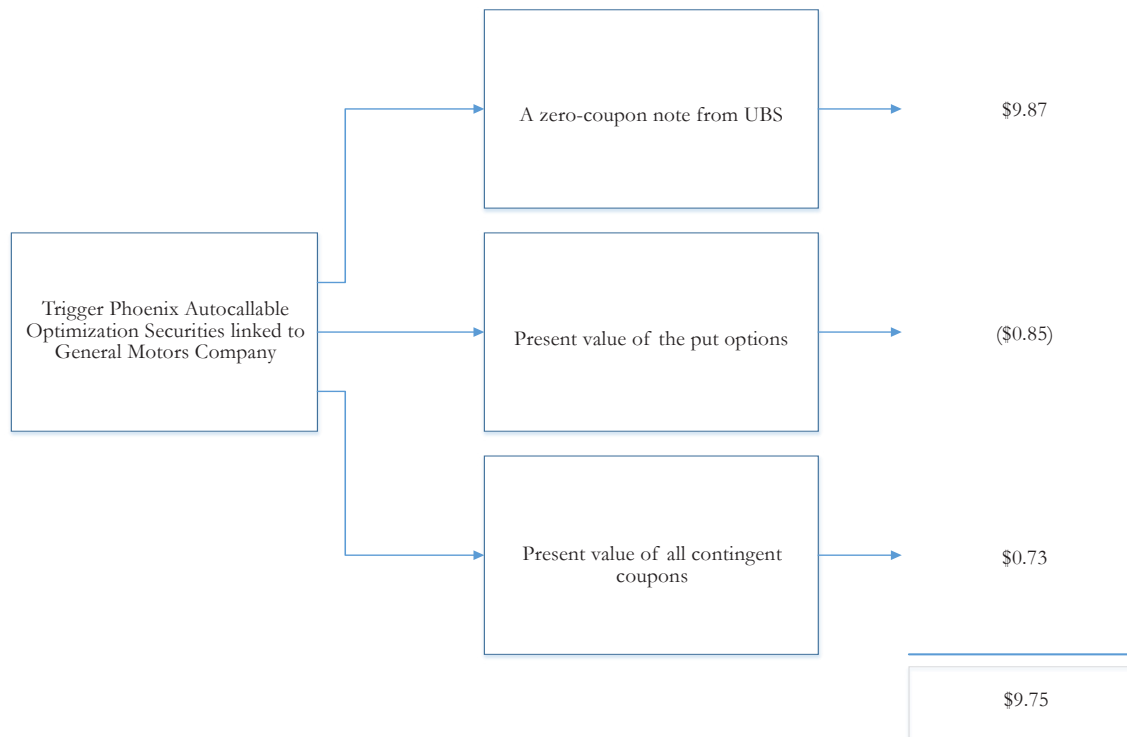 A zero-coupon note from UBS
$9.87
Trigger Phoenix Autocallable
Optimization Securities linked to
General Motors Company
Present value of the put options
($0.85)
Present value of all contingent
coupons
$0.73
$9.75